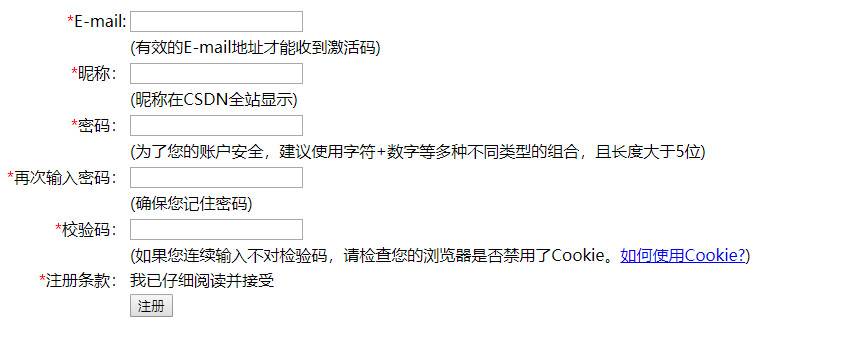 *E-mail:
(有效的E-mail地址才能收到激活码)
*昵称：
(昵称在CSDN全站显示)
*密码：
(为了您的账户安全，建议使用字符+数字等多种不同类型的组合，且长度大于5位)
*再次输入密码：
(确保您记住密码)
*校验码：
(如果您连续输入不对检验码，请检查您的浏览器是否禁用了Cookie。如何使用Cookie?)
*注册条款： 我已仔细阅读并接受
注册